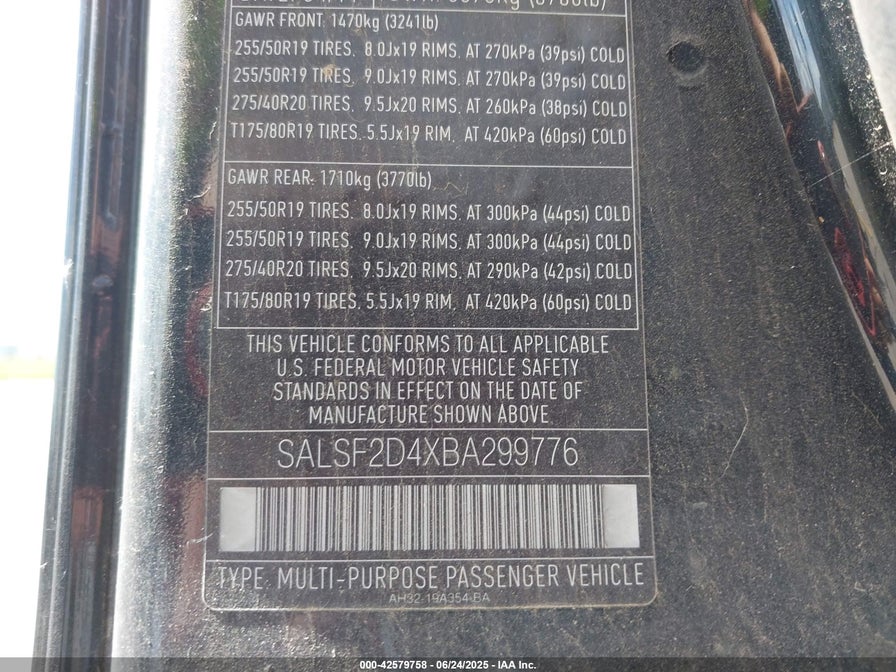 GAWR FRONT: 1470kg (3241lb)
255/50R19 TIRES. 8.0Jx19 RIMS. AT 270kPa (39psi) COLD
255/50R19 TIRES. 9.0Jx19 RIMS. AT 270kPa (39psi) COLD
275/40R20 TIRES. 9.5Jx20 RIMS. AT 260kPa (38psi) COLD
T175/80R19 TIRES. 5.5Jx19 RIM. AT 420kPa (60psi) COLD
GAWR REAR: 1710kg (3770lb)
255/50R19 TIRES. 8.0Jx19 RIMS. AT 300kPa (44psi) COLD
255/50R19 TIRES. 9.0Jx19 RIMS. AT 300kPa (44psi) COLD
275/40R20 TIRES. 9.5Jx20 RIMS. AT 290kPa (42psi) COLD
T175/80R19 TIRES. 5.5Jx19 RIM. AT 420kPa (60psi) COLD
THIS VEHICLE CONFORMS TO ALL APPLICABLE
U.S. FEDERAL MOTOR VEHICLE SAFETY
STANDARDS IN EFFECT ON THE DATE OF
MANUFACTURE SHOWN ABOVE
SALSF2D4XBA299776
TYPE: MULTI-PURPOSE PASSENGER VEHICLE
AH32-19A354-BA
000-42579758 - 06/24/2025 - IAA Inc.